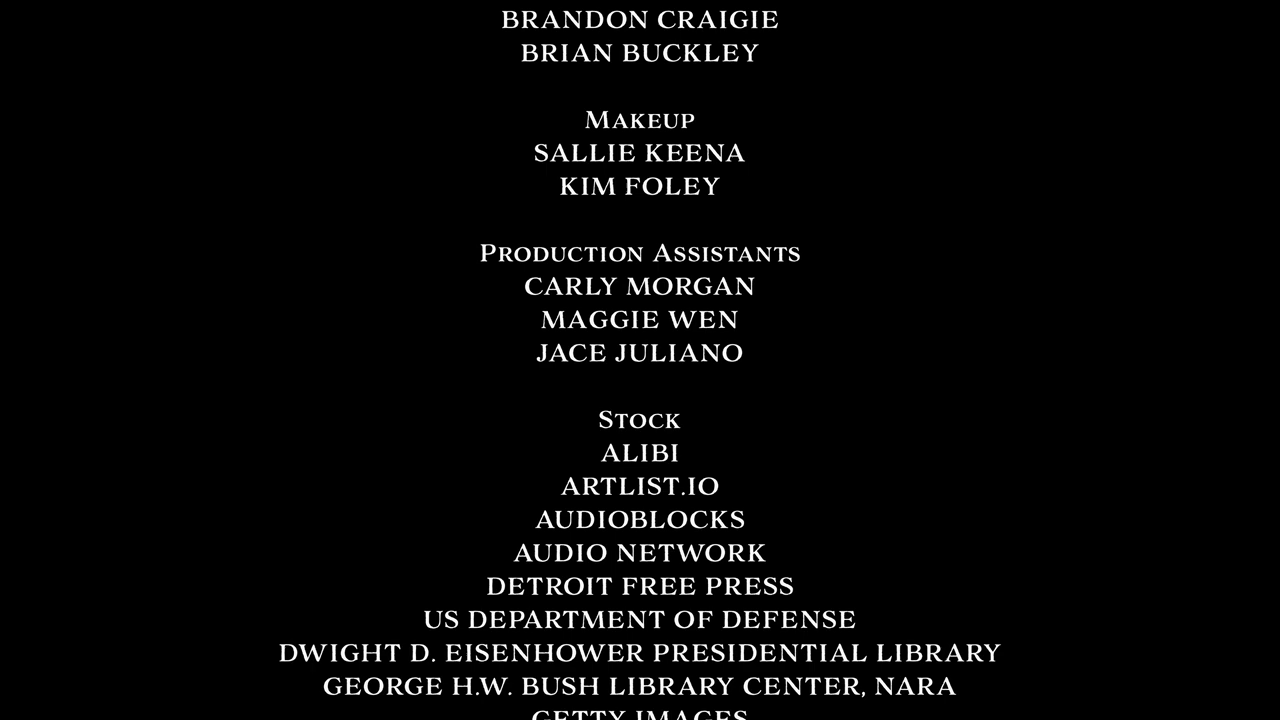 BRANDON CRAIGIE
BRIAN BUCKLEY
Makeup
SALLIE KEENA
KIM FOLEY
Production Assistants
CARLY MORGAN
MAGGIE WEN
JACE JULIANO
Stock
ALIBI
ARTLIST.IO
AUDIOBLOCKS
AUDIO NETWORK
DETROIT FREE PRESS
US DEPARTMENT OF DEFENSE
DWIGHT D. EISENHOWER PRESIDENTIAL LIBRARY
GEORGE H.W. BUSH LIBRARY CENTER, NARA
GETTY IMAGES